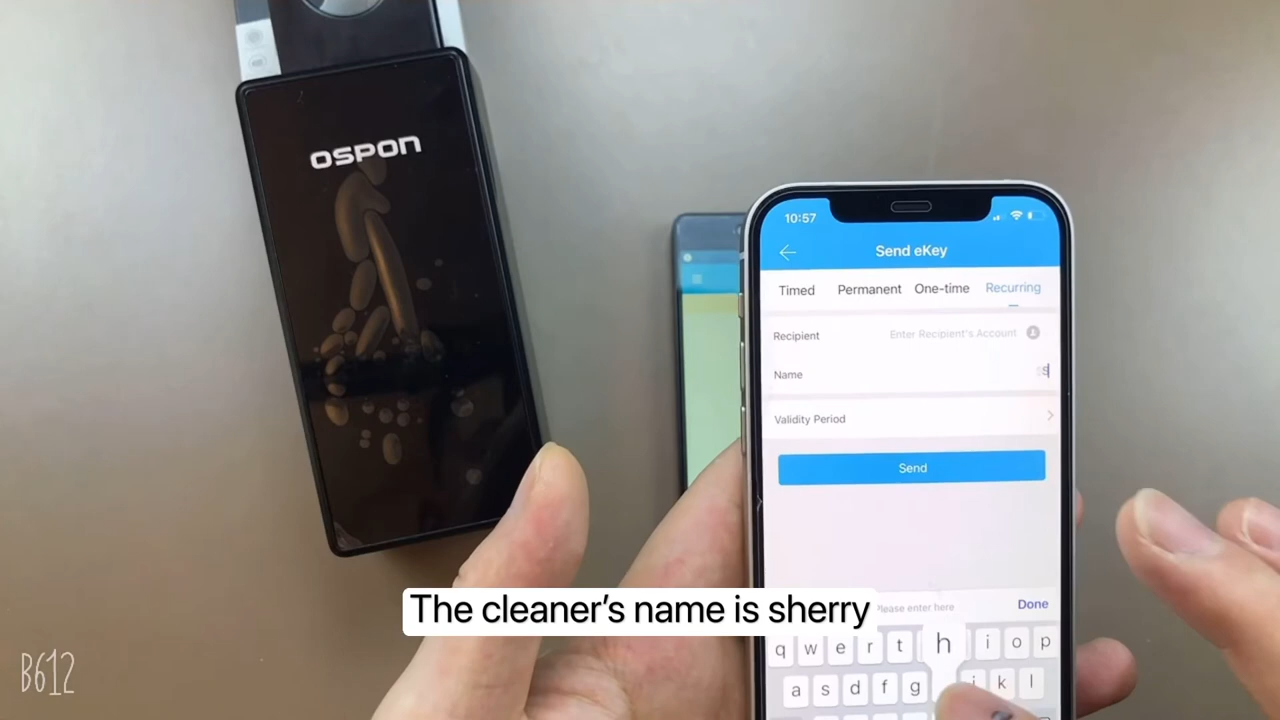 OSPON
10:57
Send eKey
Timed Permanent One-time Recurring
Recipient Enter Recipient's Account
Name S
Validity Period
Send
Please enter here Done
The cleaner's name is sherry
q w e r t h i o p
a s d f g j k l
B612